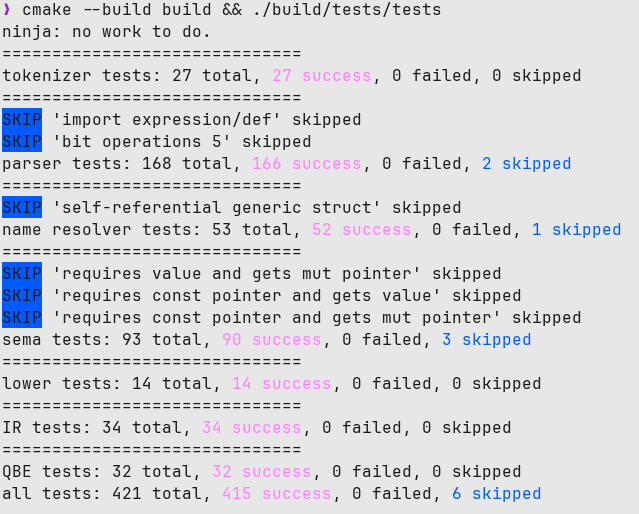 ❯ cmake --build build && ./build/tests/tests
ninja: no work to do.
==============================
tokenizer tests: 27 total, 27 success, 0 failed, 0 skipped
==============================
SKIP 'import expression/def' skipped
SKIP 'bit operations 5' skipped
parser tests: 168 total, 166 success, 0 failed, 2 skipped
==============================
SKIP 'self-referential generic struct' skipped
name resolver tests: 53 total, 52 success, 0 failed, 1 skipped
==============================
SKIP 'requires value and gets mut pointer' skipped
SKIP 'requires const pointer and gets value' skipped
SKIP 'requires const pointer and gets mut pointer' skipped
sema tests: 93 total, 90 success, 0 failed, 3 skipped
==============================
lower tests: 14 total, 14 success, 0 failed, 0 skipped
==============================
IR tests: 34 total, 34 success, 0 failed, 0 skipped
==============================
QBE tests: 32 total, 32 success, 0 failed, 0 skipped
all tests: 421 total, 415 success, 0 failed, 6 skipped